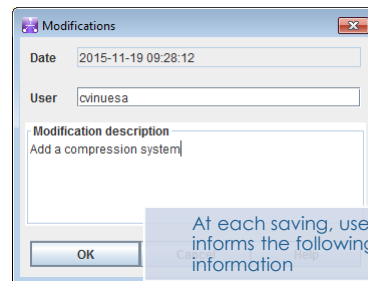 Modifications
Date 2015-11-19 09:28:12
User cvinuesa
Modification description
Add a compression system
At each saving, use
informs the following
information
OK Cancel Help